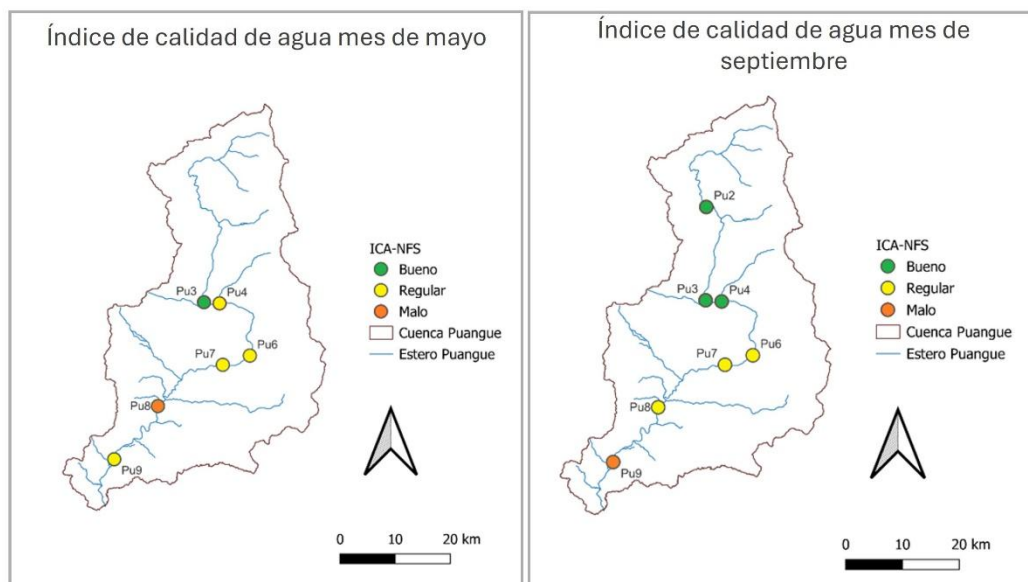 Índice de calidad de agua mes de mayo
Pu3
Pu4
Pu6
Pu7
Pu8
Pu9
ICA-NFS
Bueno
Regular
Malo
Cuenca Puangue
Estero Puangue
0 10 20 km
Índice de calidad de agua mes de
septiembre
Pu2
Pu3
Pu4
Pu6
Pu7
Pu8
Pu9
ICA-NFS
Bueno
Regular
Malo
Cuenca Puangue
Estero Puangue
0 10 20 km